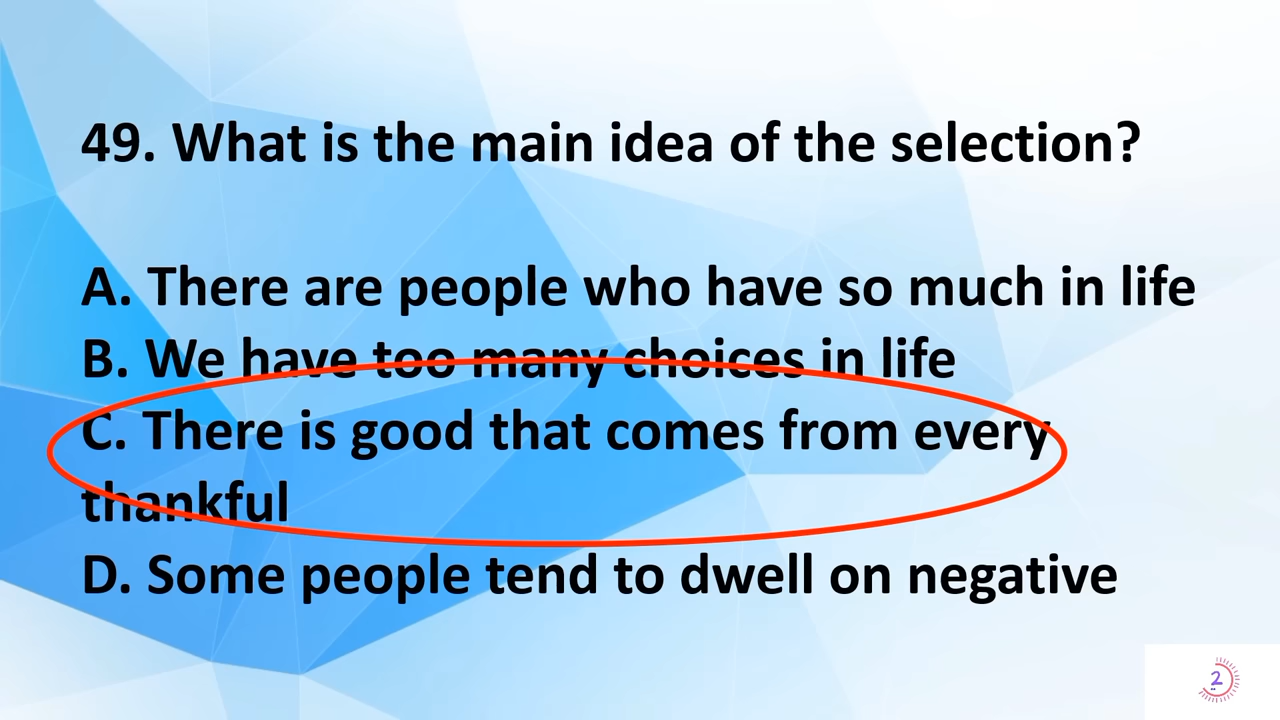 49. What is the main idea of the selection?
A. There are people who have so much in life
B. We have too many choices in life
C. There is good that comes from every
thankful
D. Some people tend to dwell on negative
2